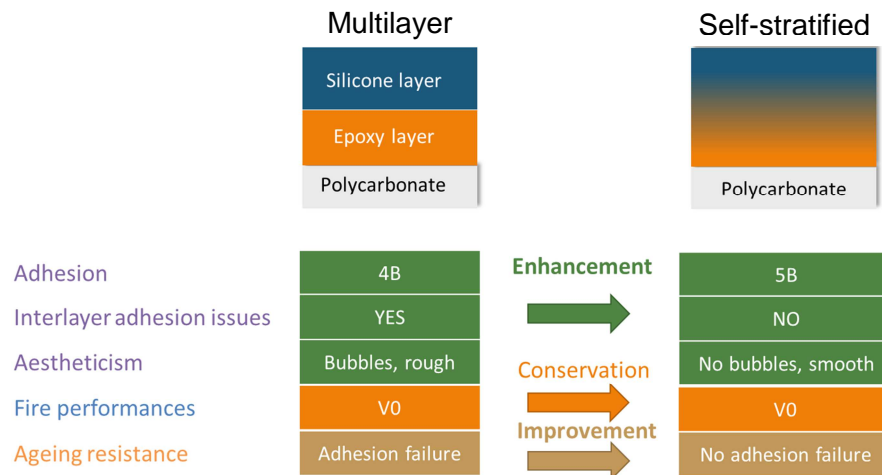 Multilayer
Self-stratified
Silicone layer
Epoxy layer
Polycarbonate
Polycarbonate
Adhesion
4B
Enhancement
5B
Interlayer adhesion issues
YES
NO
Aestheticism
Bubbles, rough
No bubbles, smooth
Conservation
Fire performances
V0
V0
Improvement
Ageing resistance
Adhesion failure
No adhesion failure